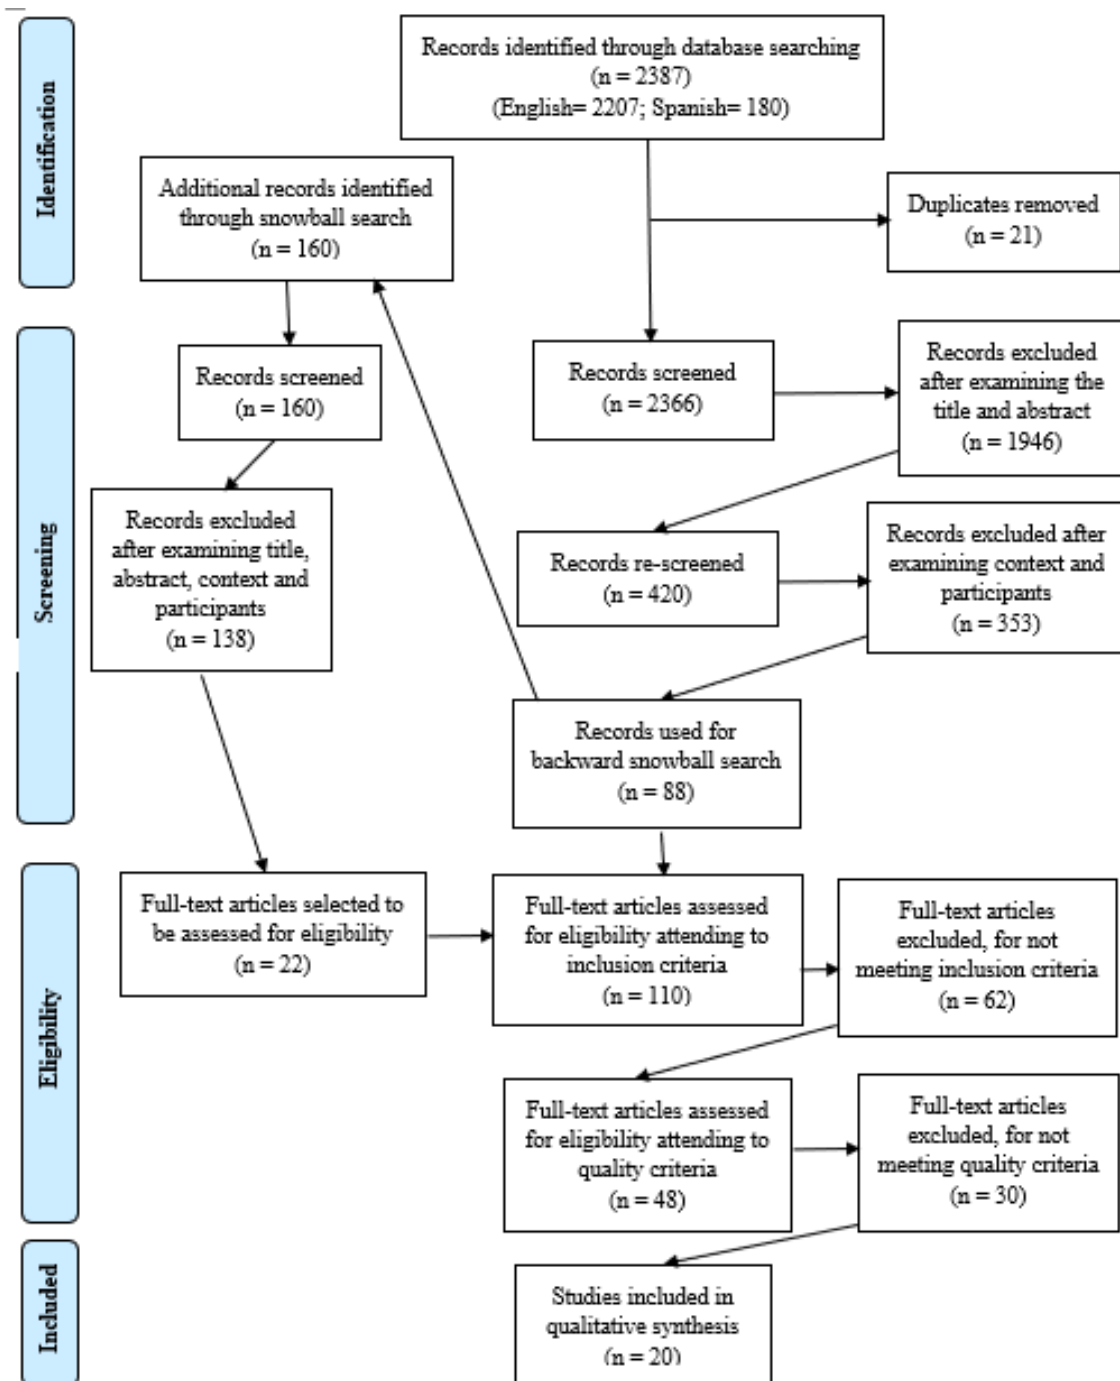 Identification
Records identified through database searching
(n = 2387)
(English= 2207; Spanish= 180)
Additional records identified
through snowball search
(n = 160)
Duplicates removed
(n = 21)
Screening
Records screened
(n = 160)
Records screened
(n = 2366)
Records excluded
after examining the
title and abstract
(n = 1946)
Records excluded
after examining title,
abstract, context and
participants
(n = 138)
Records re-screened
(n = 420)
Records excluded after
examining context and
participants
(n = 353)
Records used for
backward snowball search
(n = 88)
Eligibility
Full-text articles selected to
be assessed for eligibility
(n = 22)
Full-text articles assessed
for eligibility attending to
inclusion criteria
(n = 110)
Full-text articles
excluded, for not
meeting inclusion criteria
(n = 62)
Full-text articles assessed
for eligibility attending to
quality criteria
(n = 48)
Full-text articles
excluded, for not
meeting quality criteria
(n = 30)
Included
Studies included in
qualitative synthesis
(n = 20)